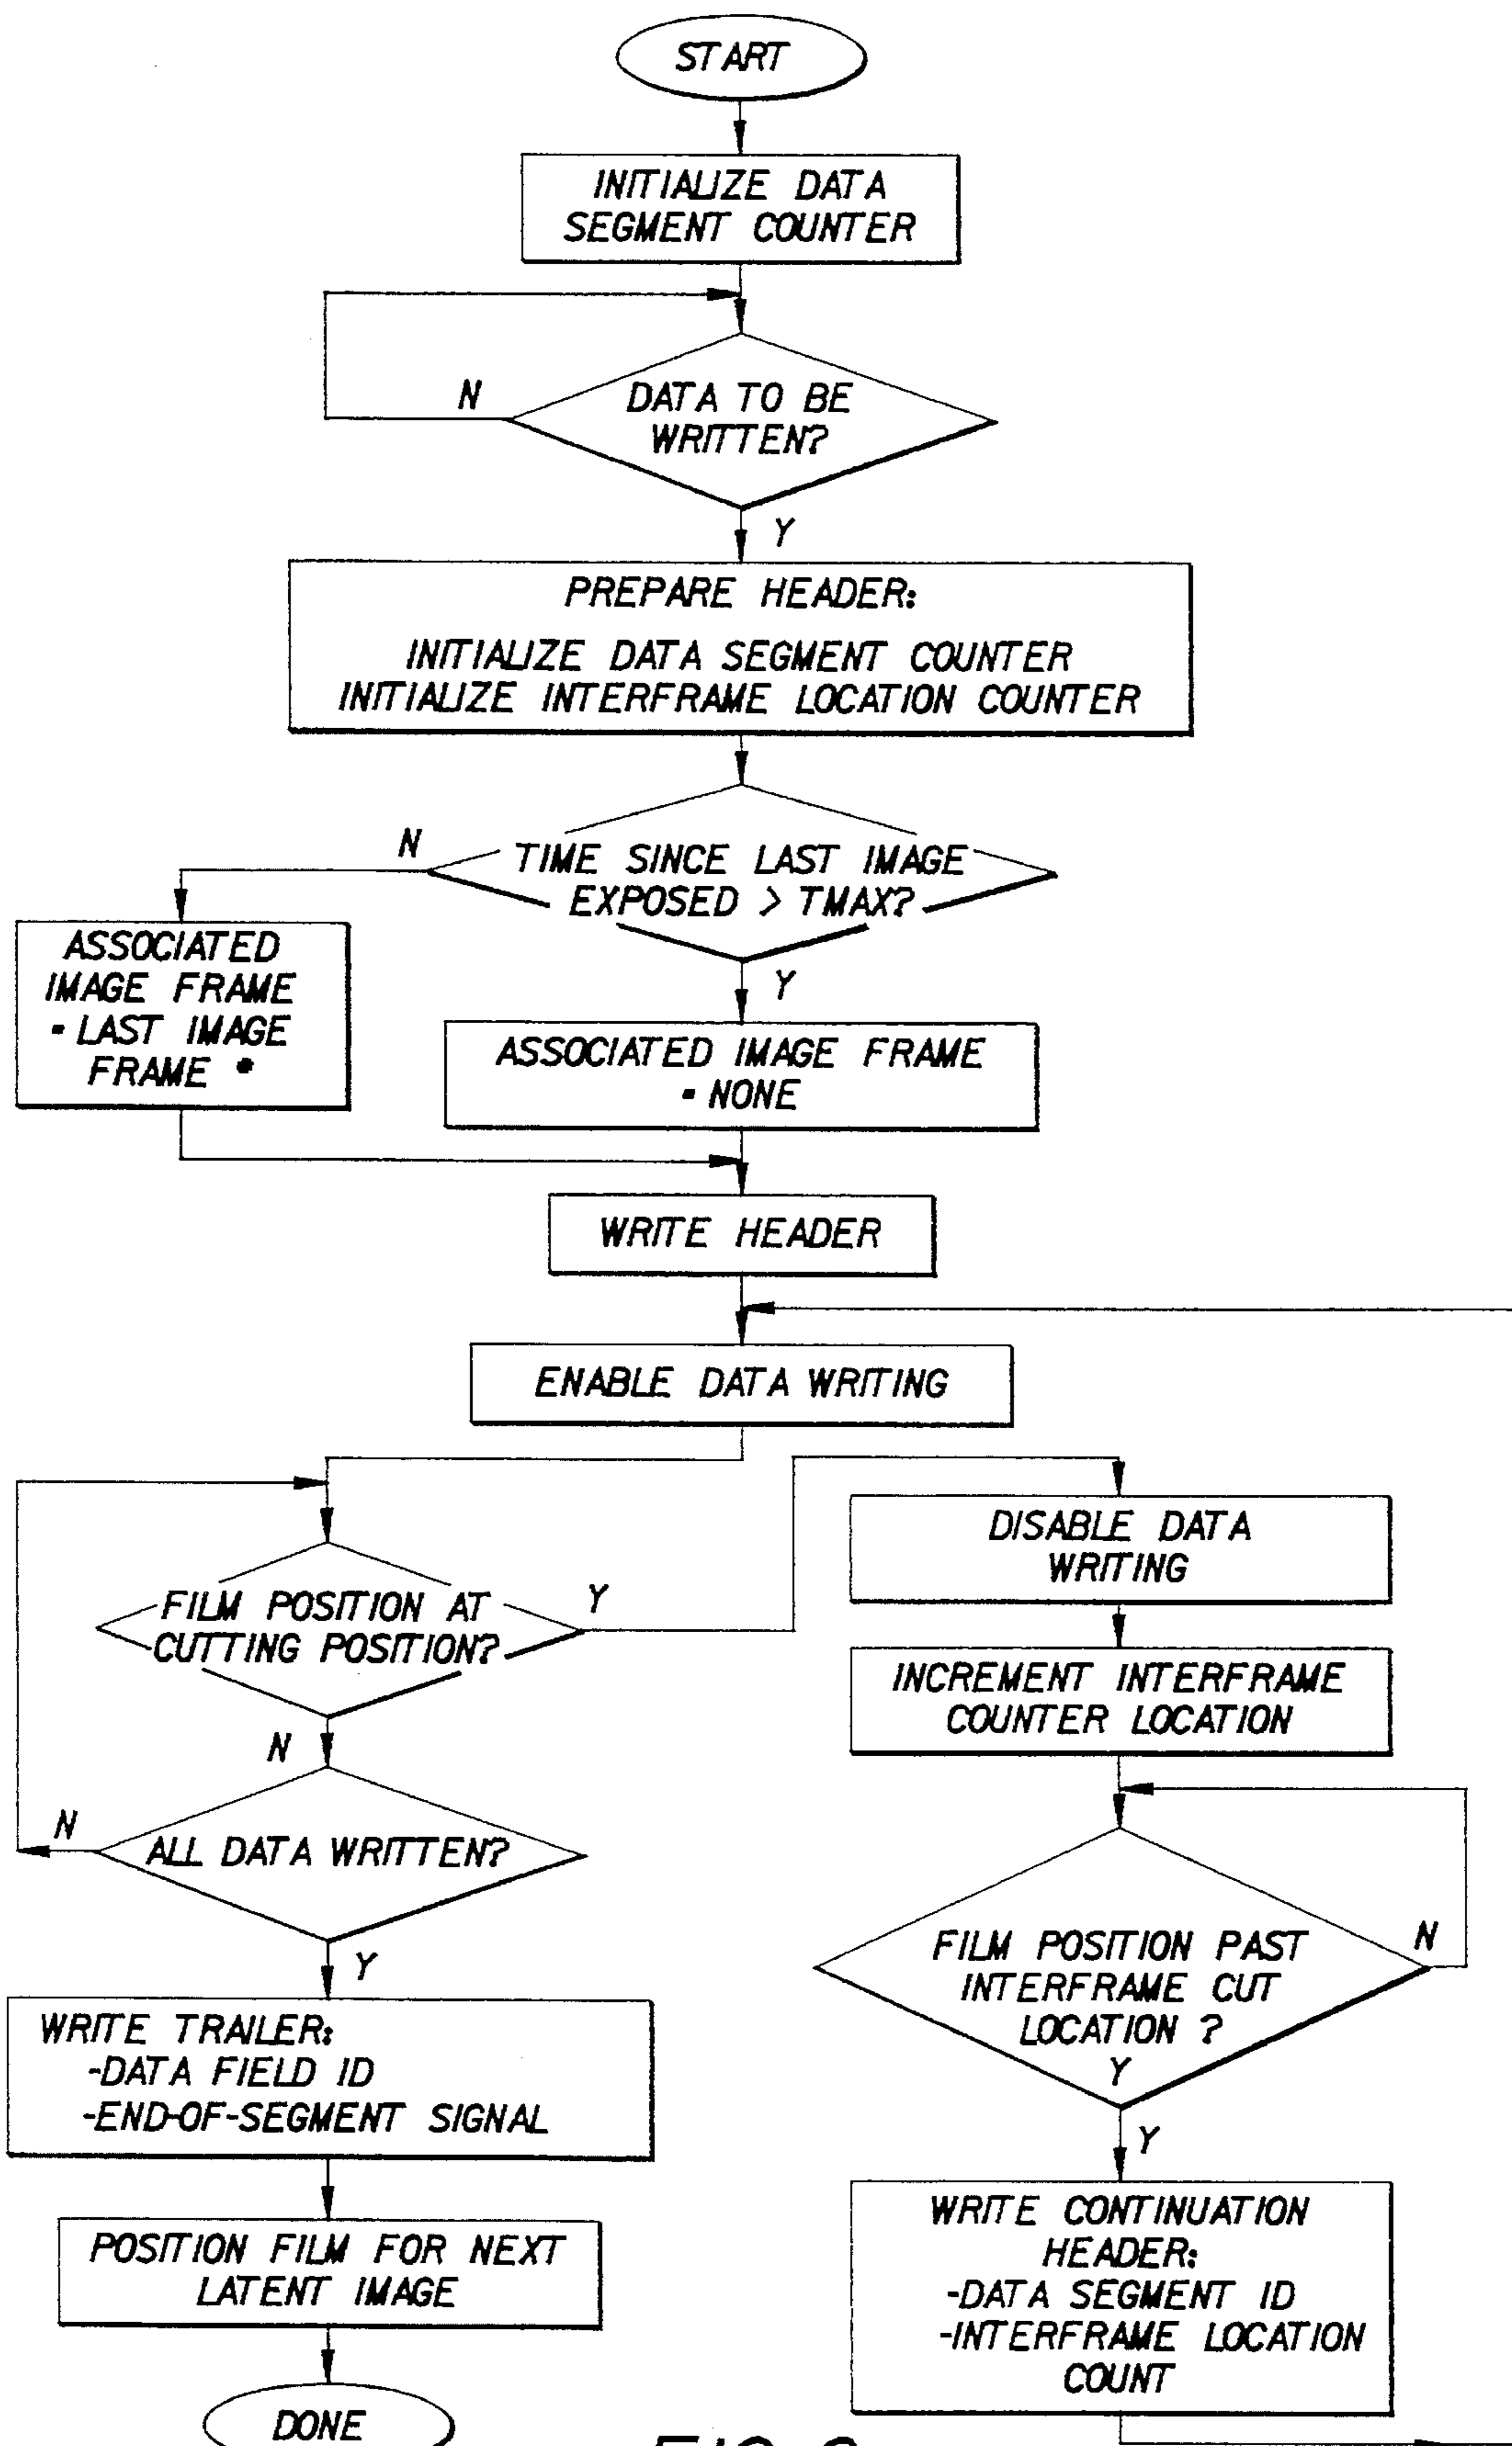 START
INITIALIZE DATA
SEGMENT COUNTER
N
DATA TO BE
WRITTEN?
Y
PREPARE HEADER:
INITIALIZE DATA SEGMENT COUNTER
INITIALIZE INTERFRAME LOCATION COUNTER
N
TIME SINCE LAST IMAGE
EXPOSED > TMAX?
Y
ASSOCIATED
IMAGE FRAME
- LAST IMAGE
FRAME *
ASSOCIATED IMAGE FRAME
- NONE
WRITE HEADER
ENABLE DATA WRITING
FILM POSITION AT
CUTTING POSITION?
Y
N
ALL DATA WRITTEN?
N
Y
WRITE TRAILER:
-DATA FIELD ID
-END-OF-SEGMENT SIGNAL
POSITION FILM FOR NEXT
LATENT IMAGE
DONE
DISABLE DATA
WRITING
INCREMENT INTERFRAME
COUNTER LOCATION
FILM POSITION PAST
INTERFRAME CUT
LOCATION ?
Y
N
Y
WRITE CONTINUATION
HEADER:
-DATA SEGMENT ID
-INTERFRAME LOCATION
COUNT